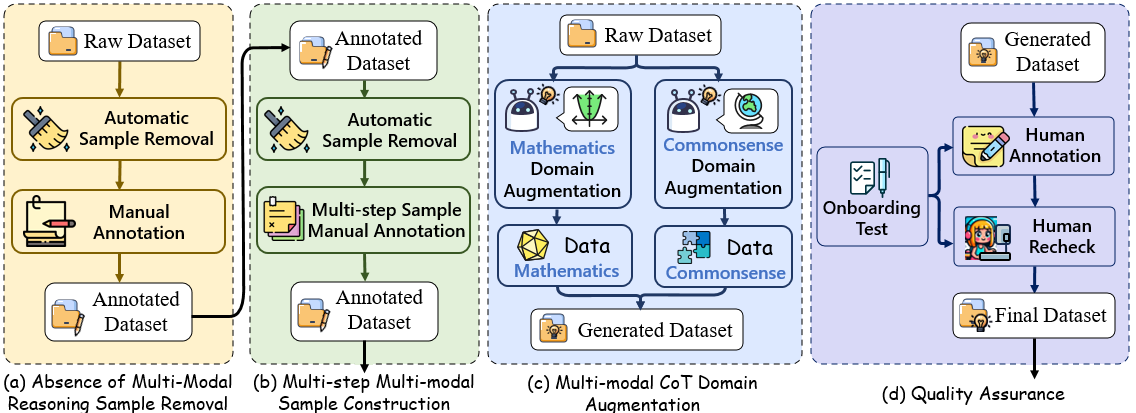 Raw Dataset
Automatic
Sample Removal
Manual
Annotation
Annotated
Dataset
(a) Absence of Multi-Modal
Reasoning Sample Removal
Annotated
Dataset
Automatic
Sample Removal
Multi-step Sample
Manual Annotation
Annotated
Dataset
(b) Multi-step Multi-modal
Sample Construction
Raw Dataset
Mathematics
Domain
Augmentation
Commonsense
Domain
Augmentation
Data
Mathematics
Data
Commonsense
Generated Dataset
(c) Multi-modal CoT Domain
Augmentation
Generated
Dataset
Human
Annotation
Onboarding
Test
Human
Recheck
Final Dataset
(d) Quality Assurance